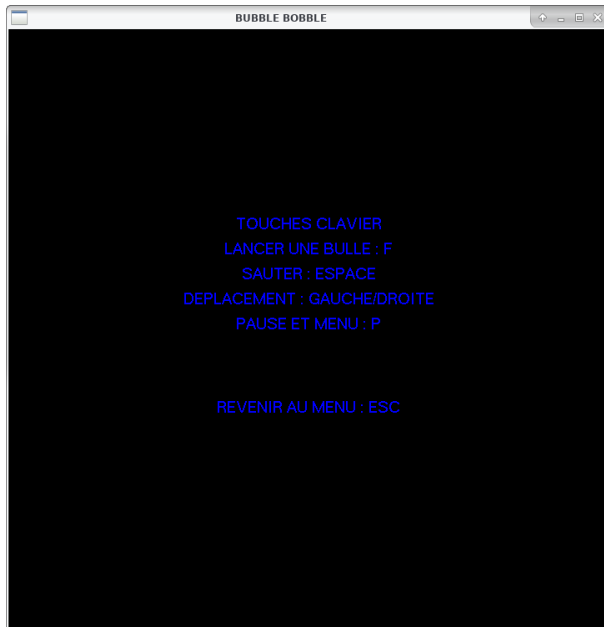 BUBBLE BOBBLE
TOUCHES CLAVIER
LANCER UNE BULLE : F
SAUTER : ESPACE
DEPLACEMENT : GAUCHE/DROITE
PAUSE ET MENU : P
REVENIR AU MENU : ESC